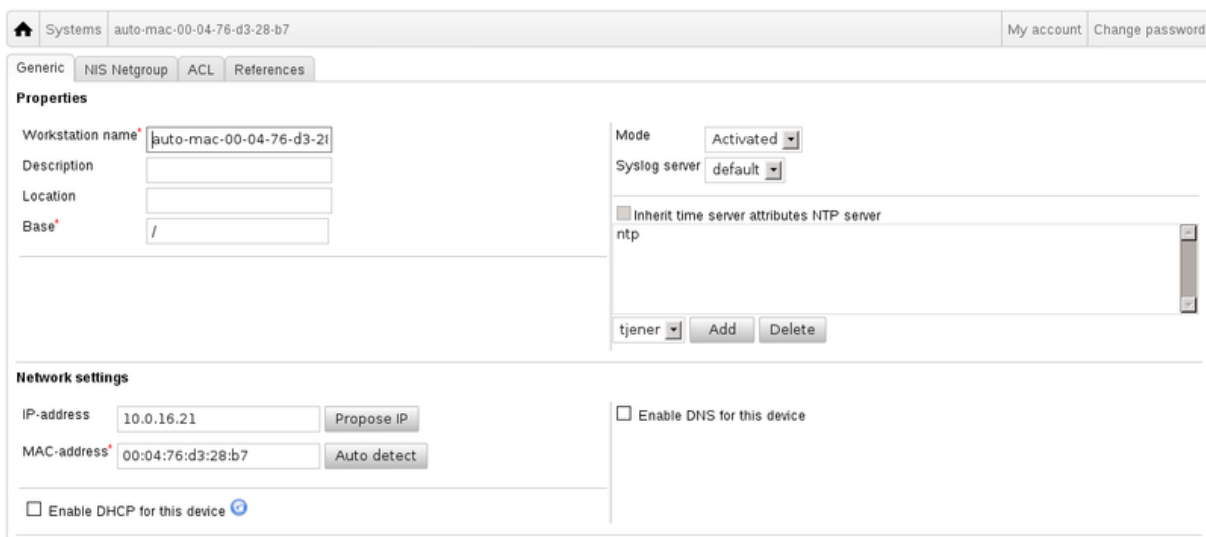 Systems auto-mac-00-04-76-d3-28-b7 My account Change password
Generic NIS Netgroup ACL References
Properties
Workstation name* auto-mac-00-04-76-d3-2
Description
Location
Base* /
Mode Activated
Syslog server default
Inherit time server attributes NTP server
ntp
tjener Add Delete
Network settings
IP-address 10.0.16.21 Propose IP
MAC-address* 00:04:76:d3:28:b7 Auto detect
Enable DHCP for this device
Enable DNS for this device